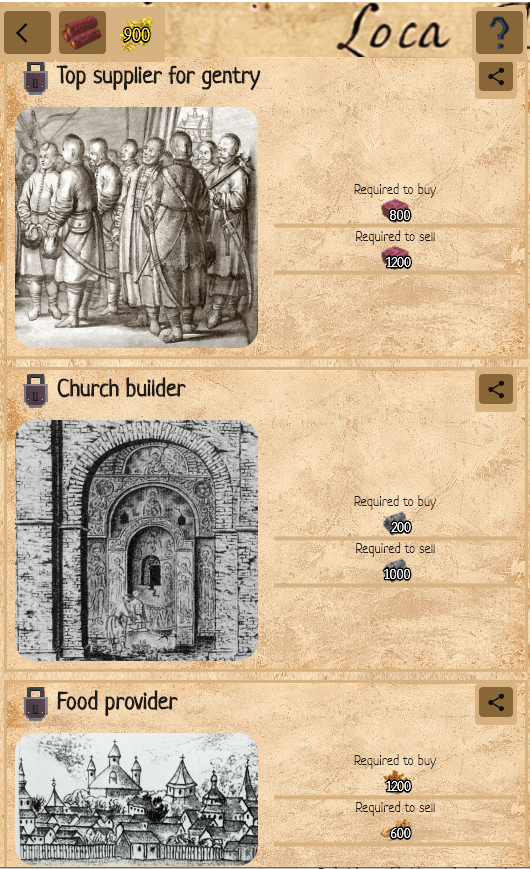 900
Loca
?
Top supplier for gentry
Required to buy
800
Required to sell
1200
Church builder
Required to buy
200
Required to sell
1000
Food provider
Required to buy
1200
Required to sell
600